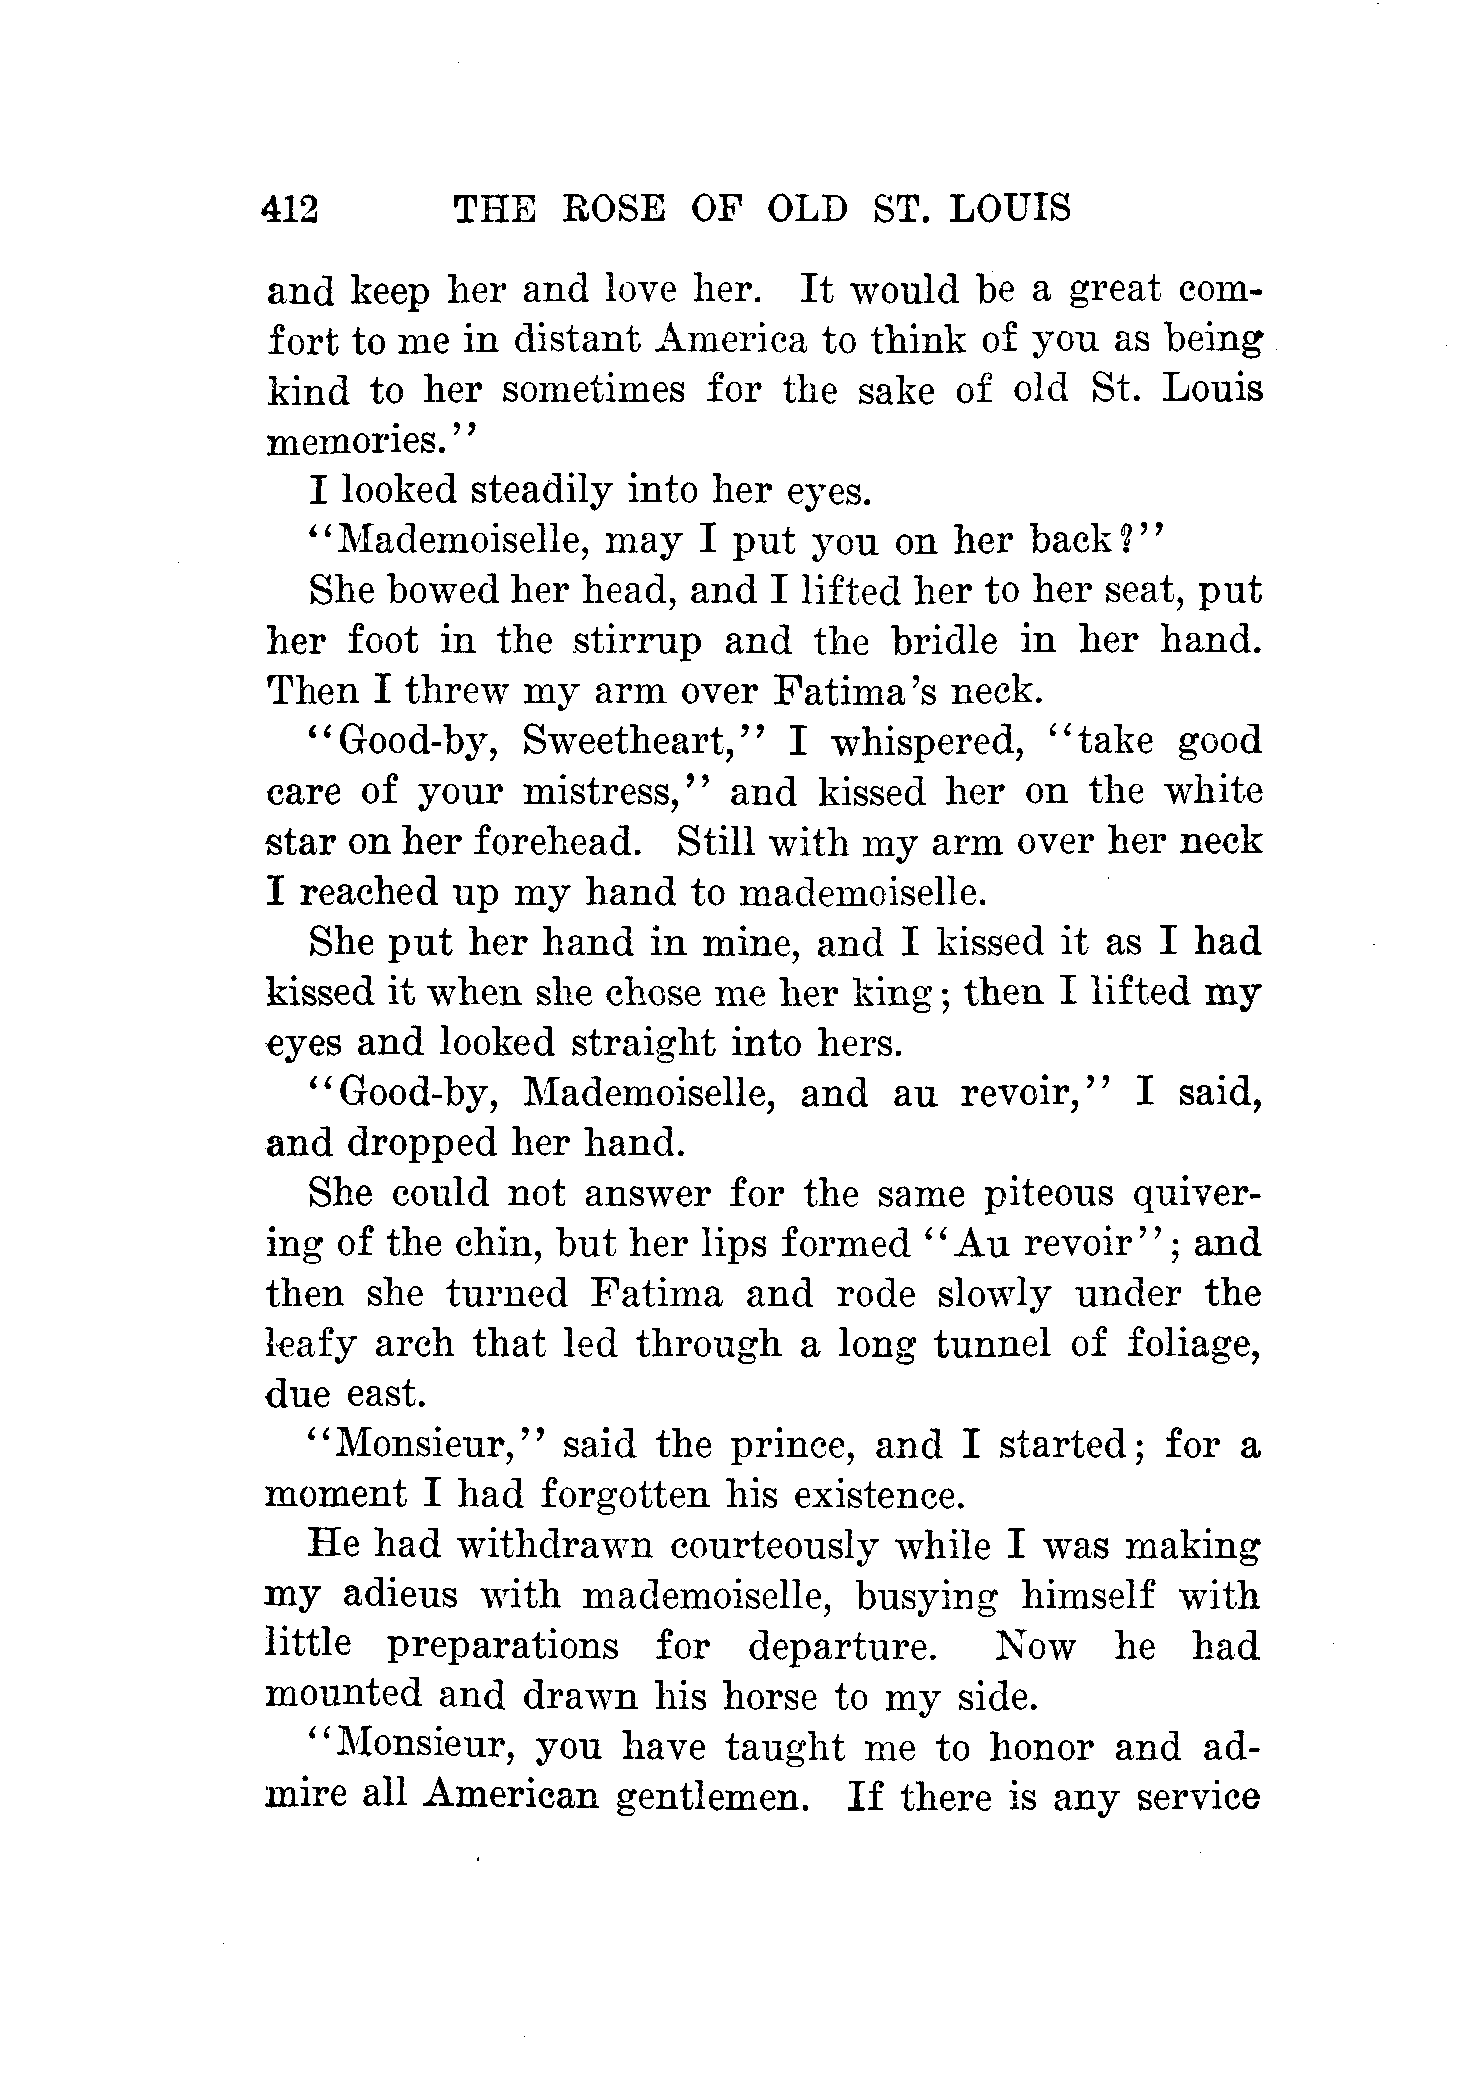 412 THE ROSE OF OLD ST. LOUIS
and keep her and love her. It would be a great com-
fort to me in distant America to think of you as being
kind to her sometimes for the sake of old St. Louis
memories."
I looked steadily into her eyes.
"Mademoiselle, may I put you on her back?"
She bowed her head, and I lifted her to her seat, put
her foot in the stirrup and the bridle in her hand.
Then I threw my arm over Fatima's neck.
"Good-by, Sweetheart," I whispered, "take good
care of your mistress," and kissed her on the white
star on her forehead. Still with my arm over her neck
I reached up my hand to mademoiselle.
She put her hand in mine, and I kissed it as I had
kissed it when she chose me her king; then I lifted my
eyes and looked straight into hers.
"Good-by, Mademoiselle, and au revoir," I said,
and dropped her hand.
She could not answer for the same piteous quiver-
ing of the chin, but her lips formed "Au revoir"; and
then she turned Fatima and rode slowly under the
leafy arch that led through a long tunnel of foliage,
due east.
"Monsieur," said the prince, and I started; for a
moment I had forgotten his existence.
He had withdrawn courteously while I was making
my adieus with mademoiselle, busying himself with
little preparations for departure. Now he had
mounted and drawn his horse to my side.
"Monsieur, you have taught me to honor and ad-
mire all American gentlemen. If there is any service